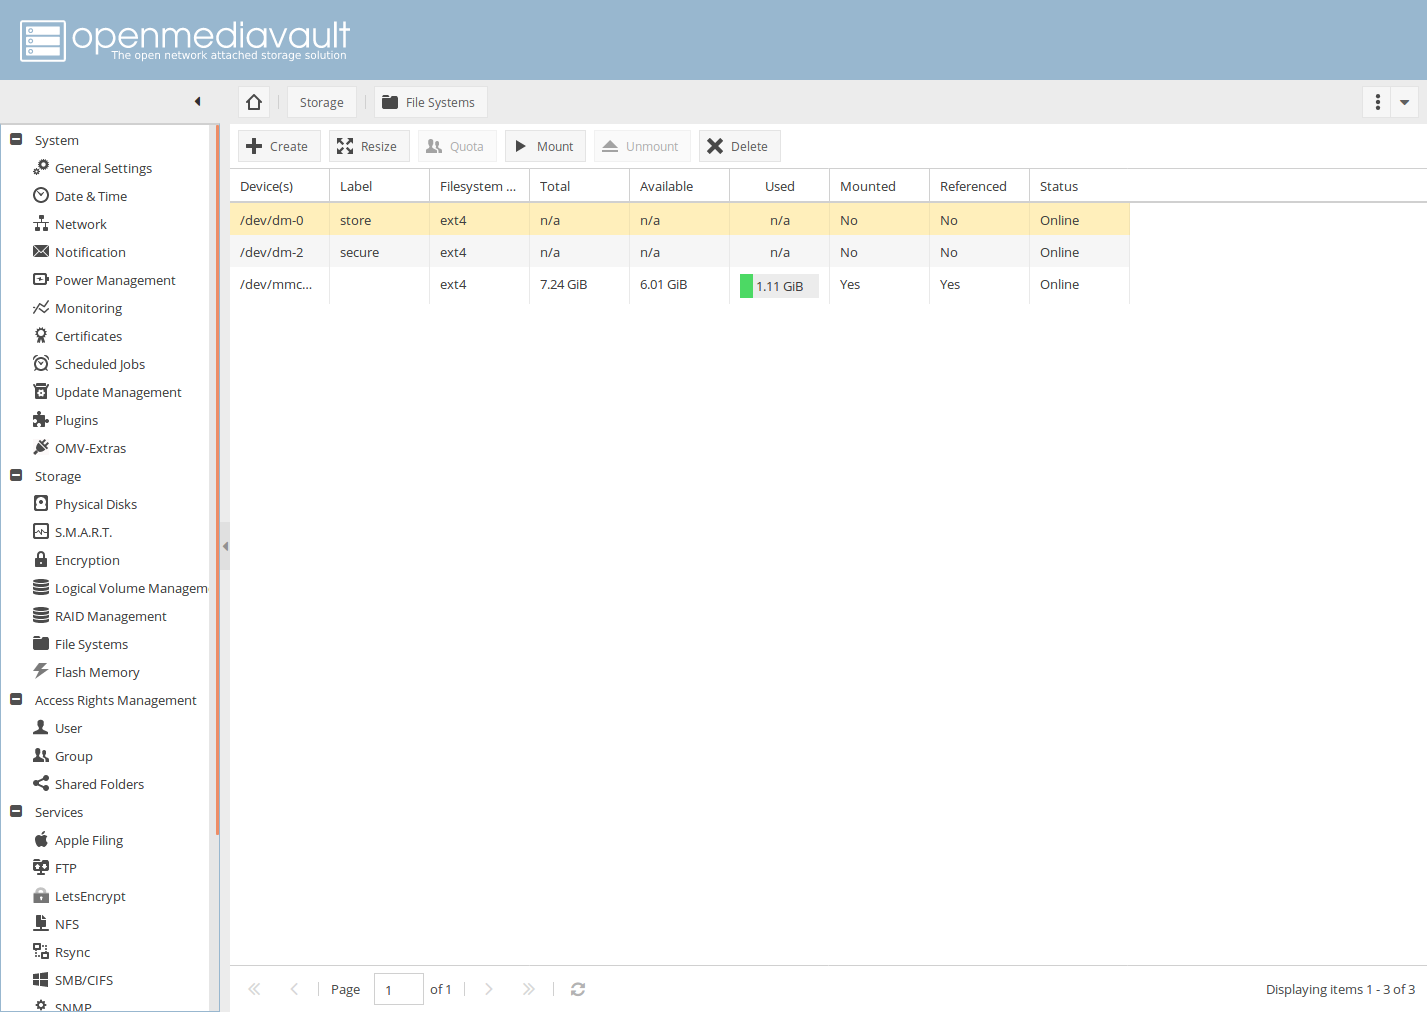 openmediavault
The open network attached storage solution
Storage
File Systems
System
General Settings
Date & Time
Network
Notification
Power Management
Monitoring
Certificates
Scheduled Jobs
Update Management
Plugins
OMV-Extras
Storage
Physical Disks
S.M.A.R.T.
Encryption
Logical Volume Managem
RAID Management
File Systems
Flash Memory
Access Rights Management
User
Group
Shared Folders
Services
Apple Filing
FTP
LetsEncrypt
NFS
Rsync
SMB/CIFS
SNMP
Create Resize Quota Mount Unmount Delete
Device(s) Label Filesystem ... Total Available Used Mounted Referenced Status
/dev/dm-0 store ext4 n/a n/a n/a No No Online
/dev/dm-2 secure ext4 n/a n/a n/a No No Online
/dev/mmc... ext4 7.24 GiB 6.01 GiB 1.11 GiB Yes Yes Online
Page 1 of 1
Displaying items 1 - 3 of 3